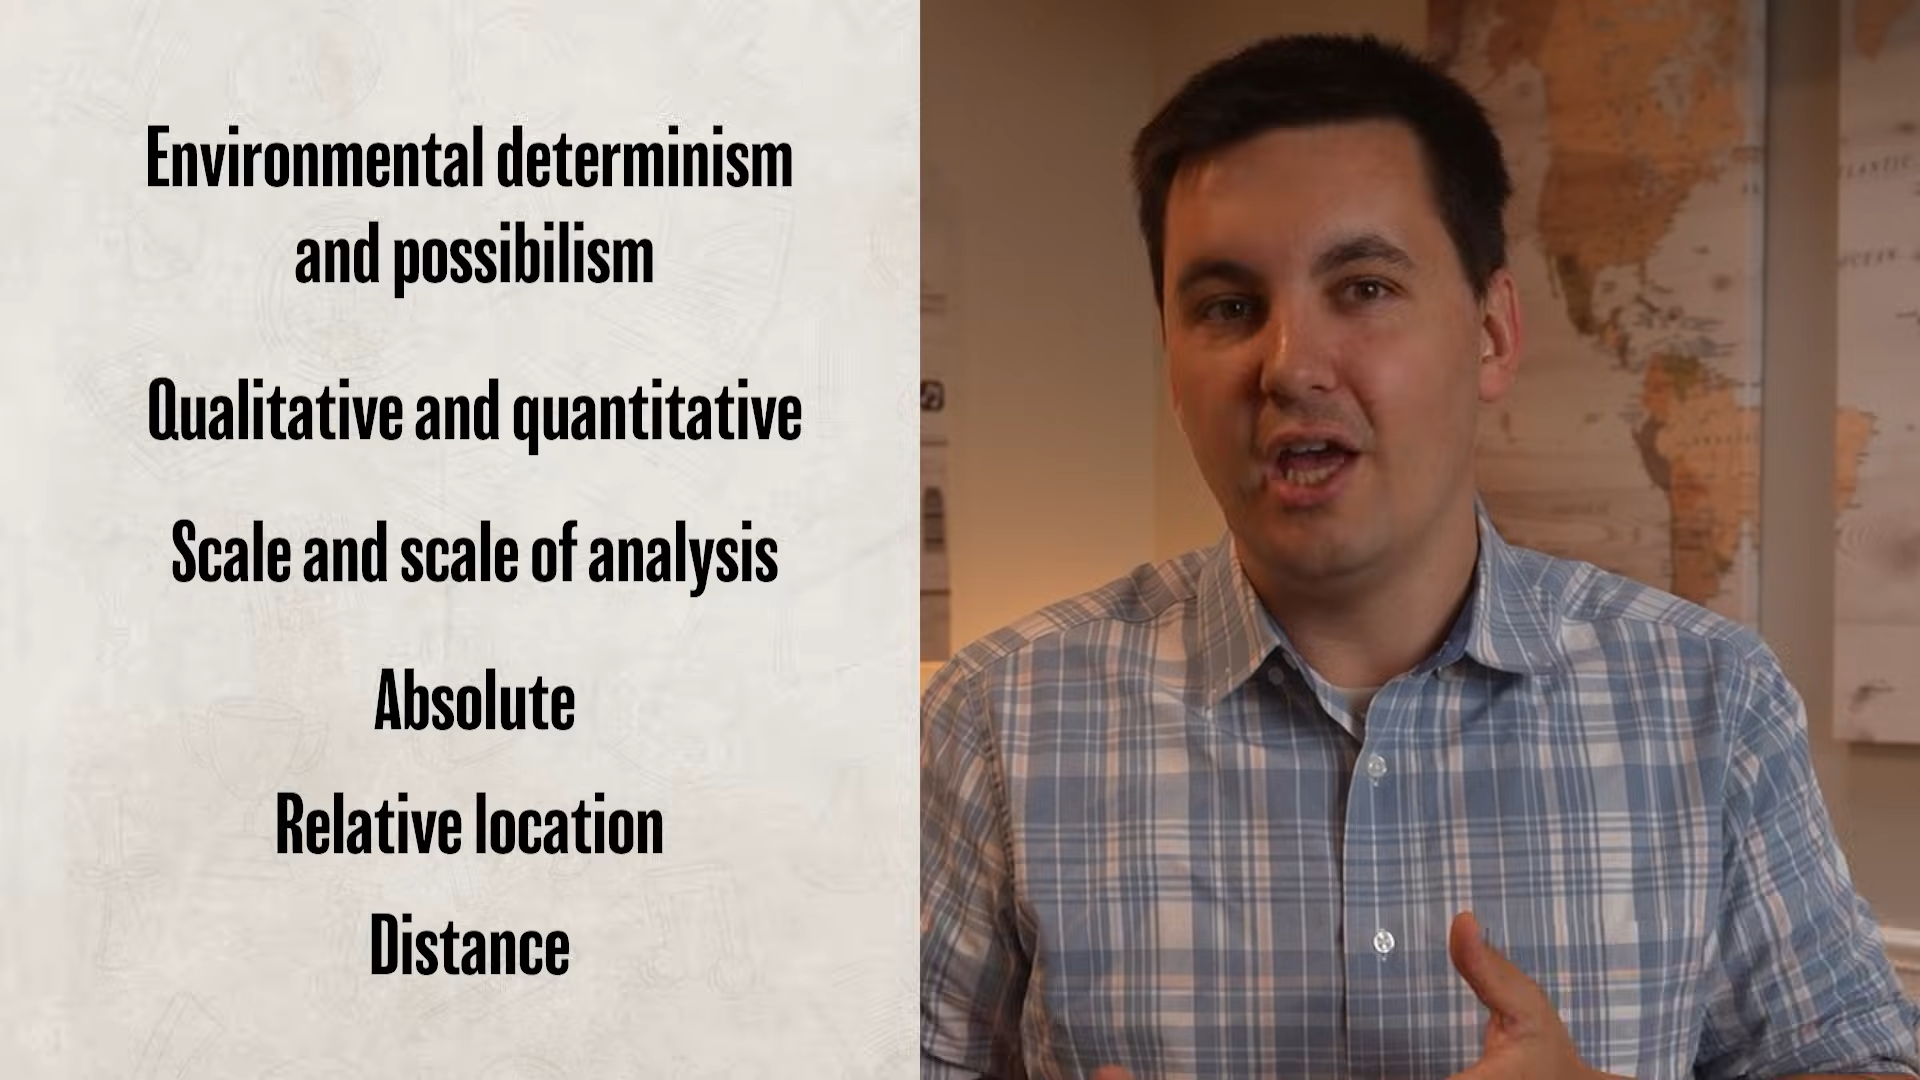 Environmental determinism
and possibilism
Qualitative and quantitative
Scale and scale of analysis
Absolute
Relative location
Distance